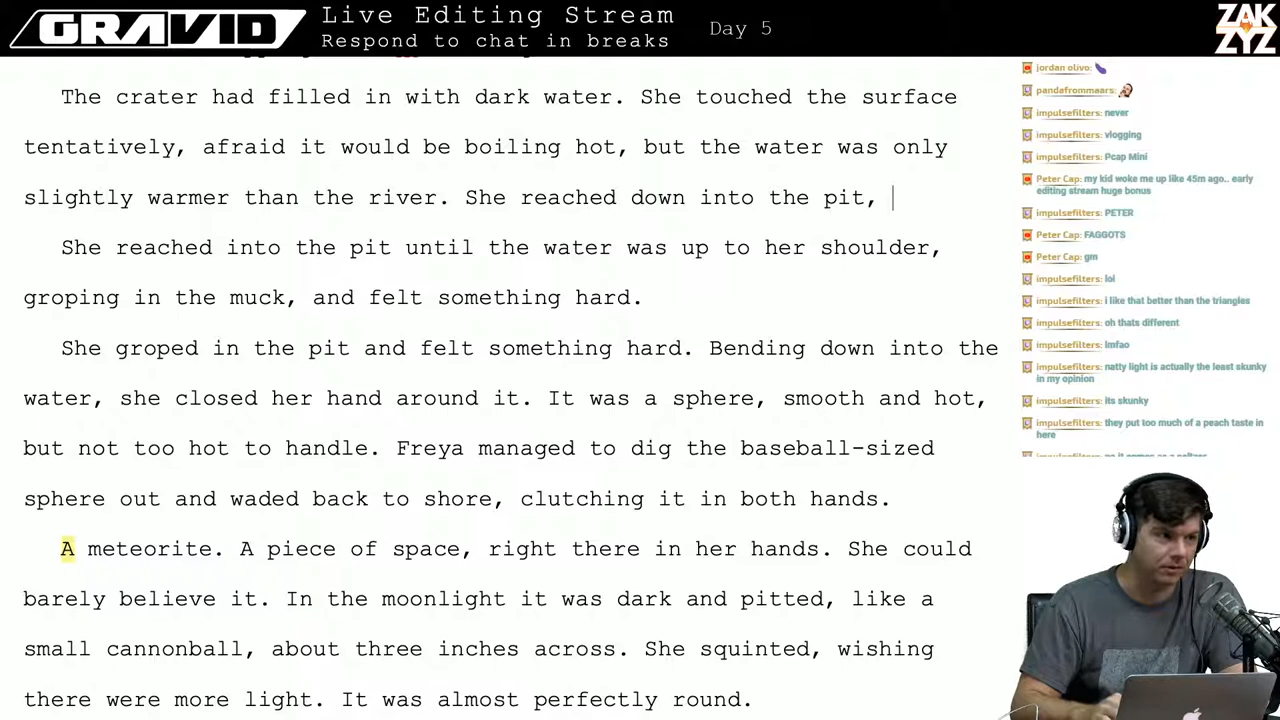 GRAVID
Live Editing Stream
Respond to chat in breaks
Day 5
ZAK
ZYZ
The crater had filled in with dark water. She touched the surface
tentatively, afraid it would be boiling hot, but the water was only
slightly warmer than the river. She reached down into the pit,
She reached into the pit until the water was up to her shoulder,
groping in the muck, and felt something hard.
She groped in the pit and felt something hard. Bending down into the
water, she closed her hand around it. It was a sphere, smooth and hot,
but not too hot to handle. Freya managed to dig the baseball-sized
sphere out and waded back to shore, clutching it in both hands.
A meteorite. A piece of space, right there in her hands. She could
barely believe it. In the moonlight it was dark and pitted, like a
small cannonball, about three inches across. She squinted, wishing
there were more light. It was almost perfectly round.
jordan olivo:
pandafrommaars:
impulsefilters: never
impulsefilters: vlogging
impulsefilters: Pcap Mini
Peter Cap: my kid woke me up like 45m ago.. early
editing stream huge bonus
impulsefilters: PETER
Peter Cap: FAGGOTS
Peter Cap: gm
impulsefilters: lol
impulsefilters: i like that better than the triangles
impulsefilters: oh thats different
impulsefilters: lmfao
impulsefilters: natty light is actually the least skunky
in my opinion
impulsefilters: its skunky
impulsefilters: they put too much of a peach taste in
here